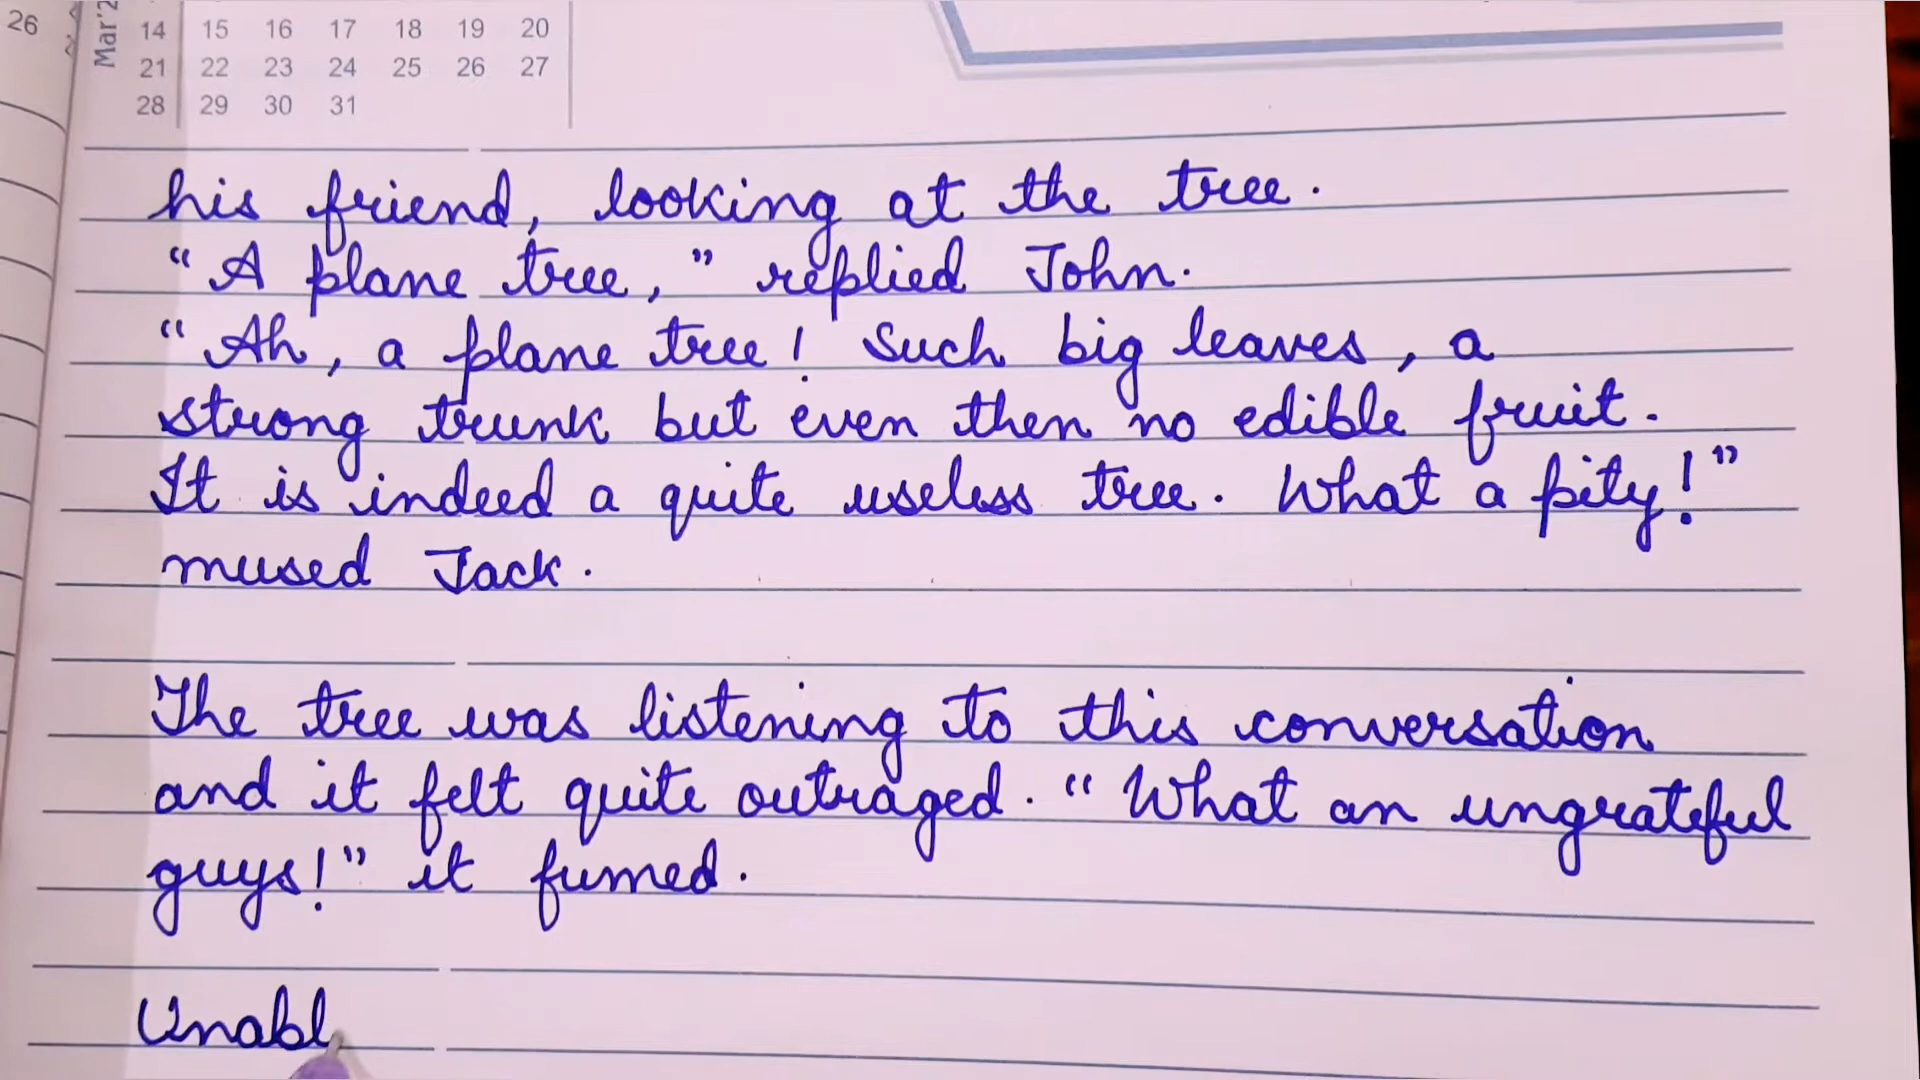 26
Mar'2
14 15 16 17 18 19 20
21 22 23 24 25 26 27
28 29 30 31
his friend, looking at the tree.
“A plane tree,” replied John.
“Ah, a plane tree! Such big leaves, a
strong trunk but even then no edible fruit.
It is indeed a quite useless tree. What a pity!”
mused Jack.
The tree was listening to this conversation
and it felt quite outraged. “What an ungrateful
guys!” it fumed.
Unabl